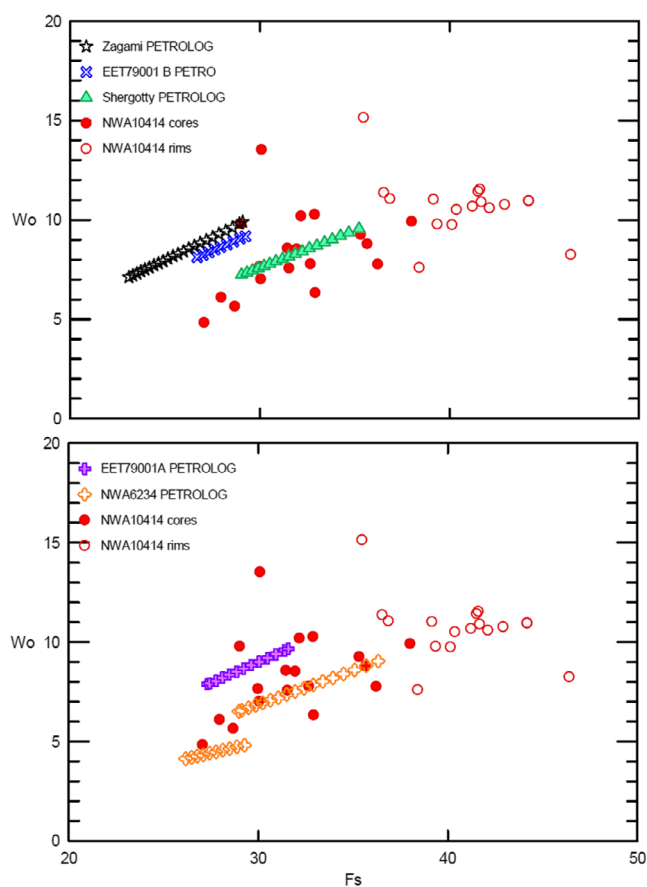 20
Zagami PETROLOG
EET79001 B PETRO
15
Shergotty PETROLOG
NWA10414 cores
NWA10414 rims
Wo 10
5
0
20
EET79001A PETROLOG
NWA6234 PETROLOG
15
NWA10414 cores
NWA10414 rims
Wo 10
5
0
20 30 40 50
Fs